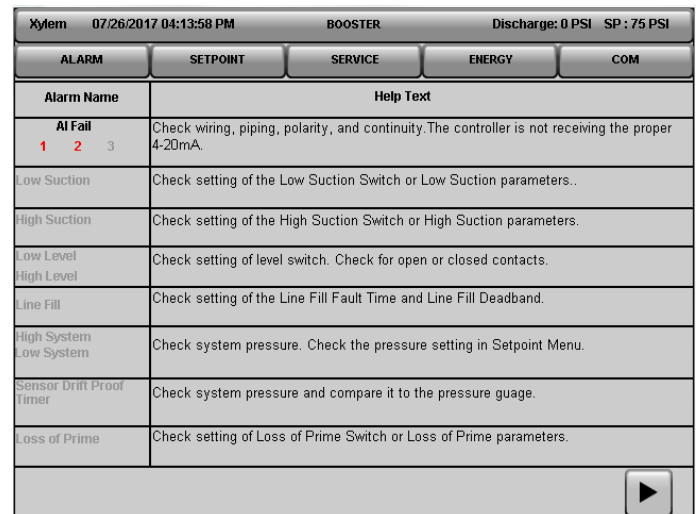 Xylem 07/26/2017 04:13:58 PM BOOSTER Discharge: 0 PSI SP : 75 PSI
ALARM SETPOINT SERVICE ENERGY COM
Alarm Name Help Text
AI Fail
1 2 3
Check wiring, piping, polarity, and continuity.The controller is not receiving the proper
4-20mA.
Low Suction Check setting of the Low Suction Switch or Low Suction parameters..
High Suction Check setting of the High Suction Switch or High Suction parameters.
Low Level
High Level
Check setting of level switch. Check for open or closed contacts.
Line Fill Check setting of the Line Fill Fault Time and Line Fill Deadband.
High System
Low System
Check system pressure. Check the pressure setting in Setpoint Menu.
Sensor Drift Proof
Timer
Check system pressure and compare it to the pressure guage.
Loss of Prime Check setting of Loss of Prime Switch or Loss of Prime parameters.